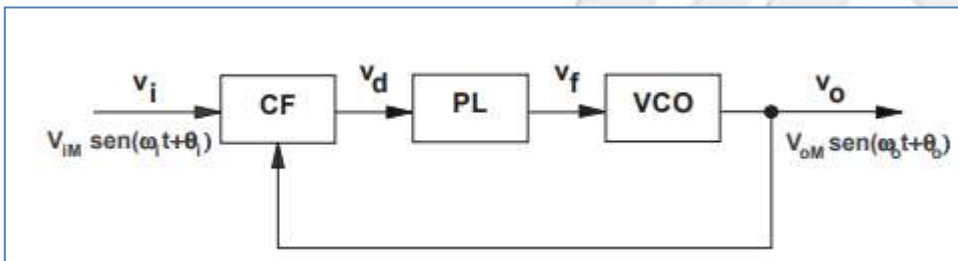 v_i
CF
v_d
PL
v_f
VCO
v_o
V_iM sen(ω_i t+θ_i)
V_oM sen(ω_o t+θ_o)